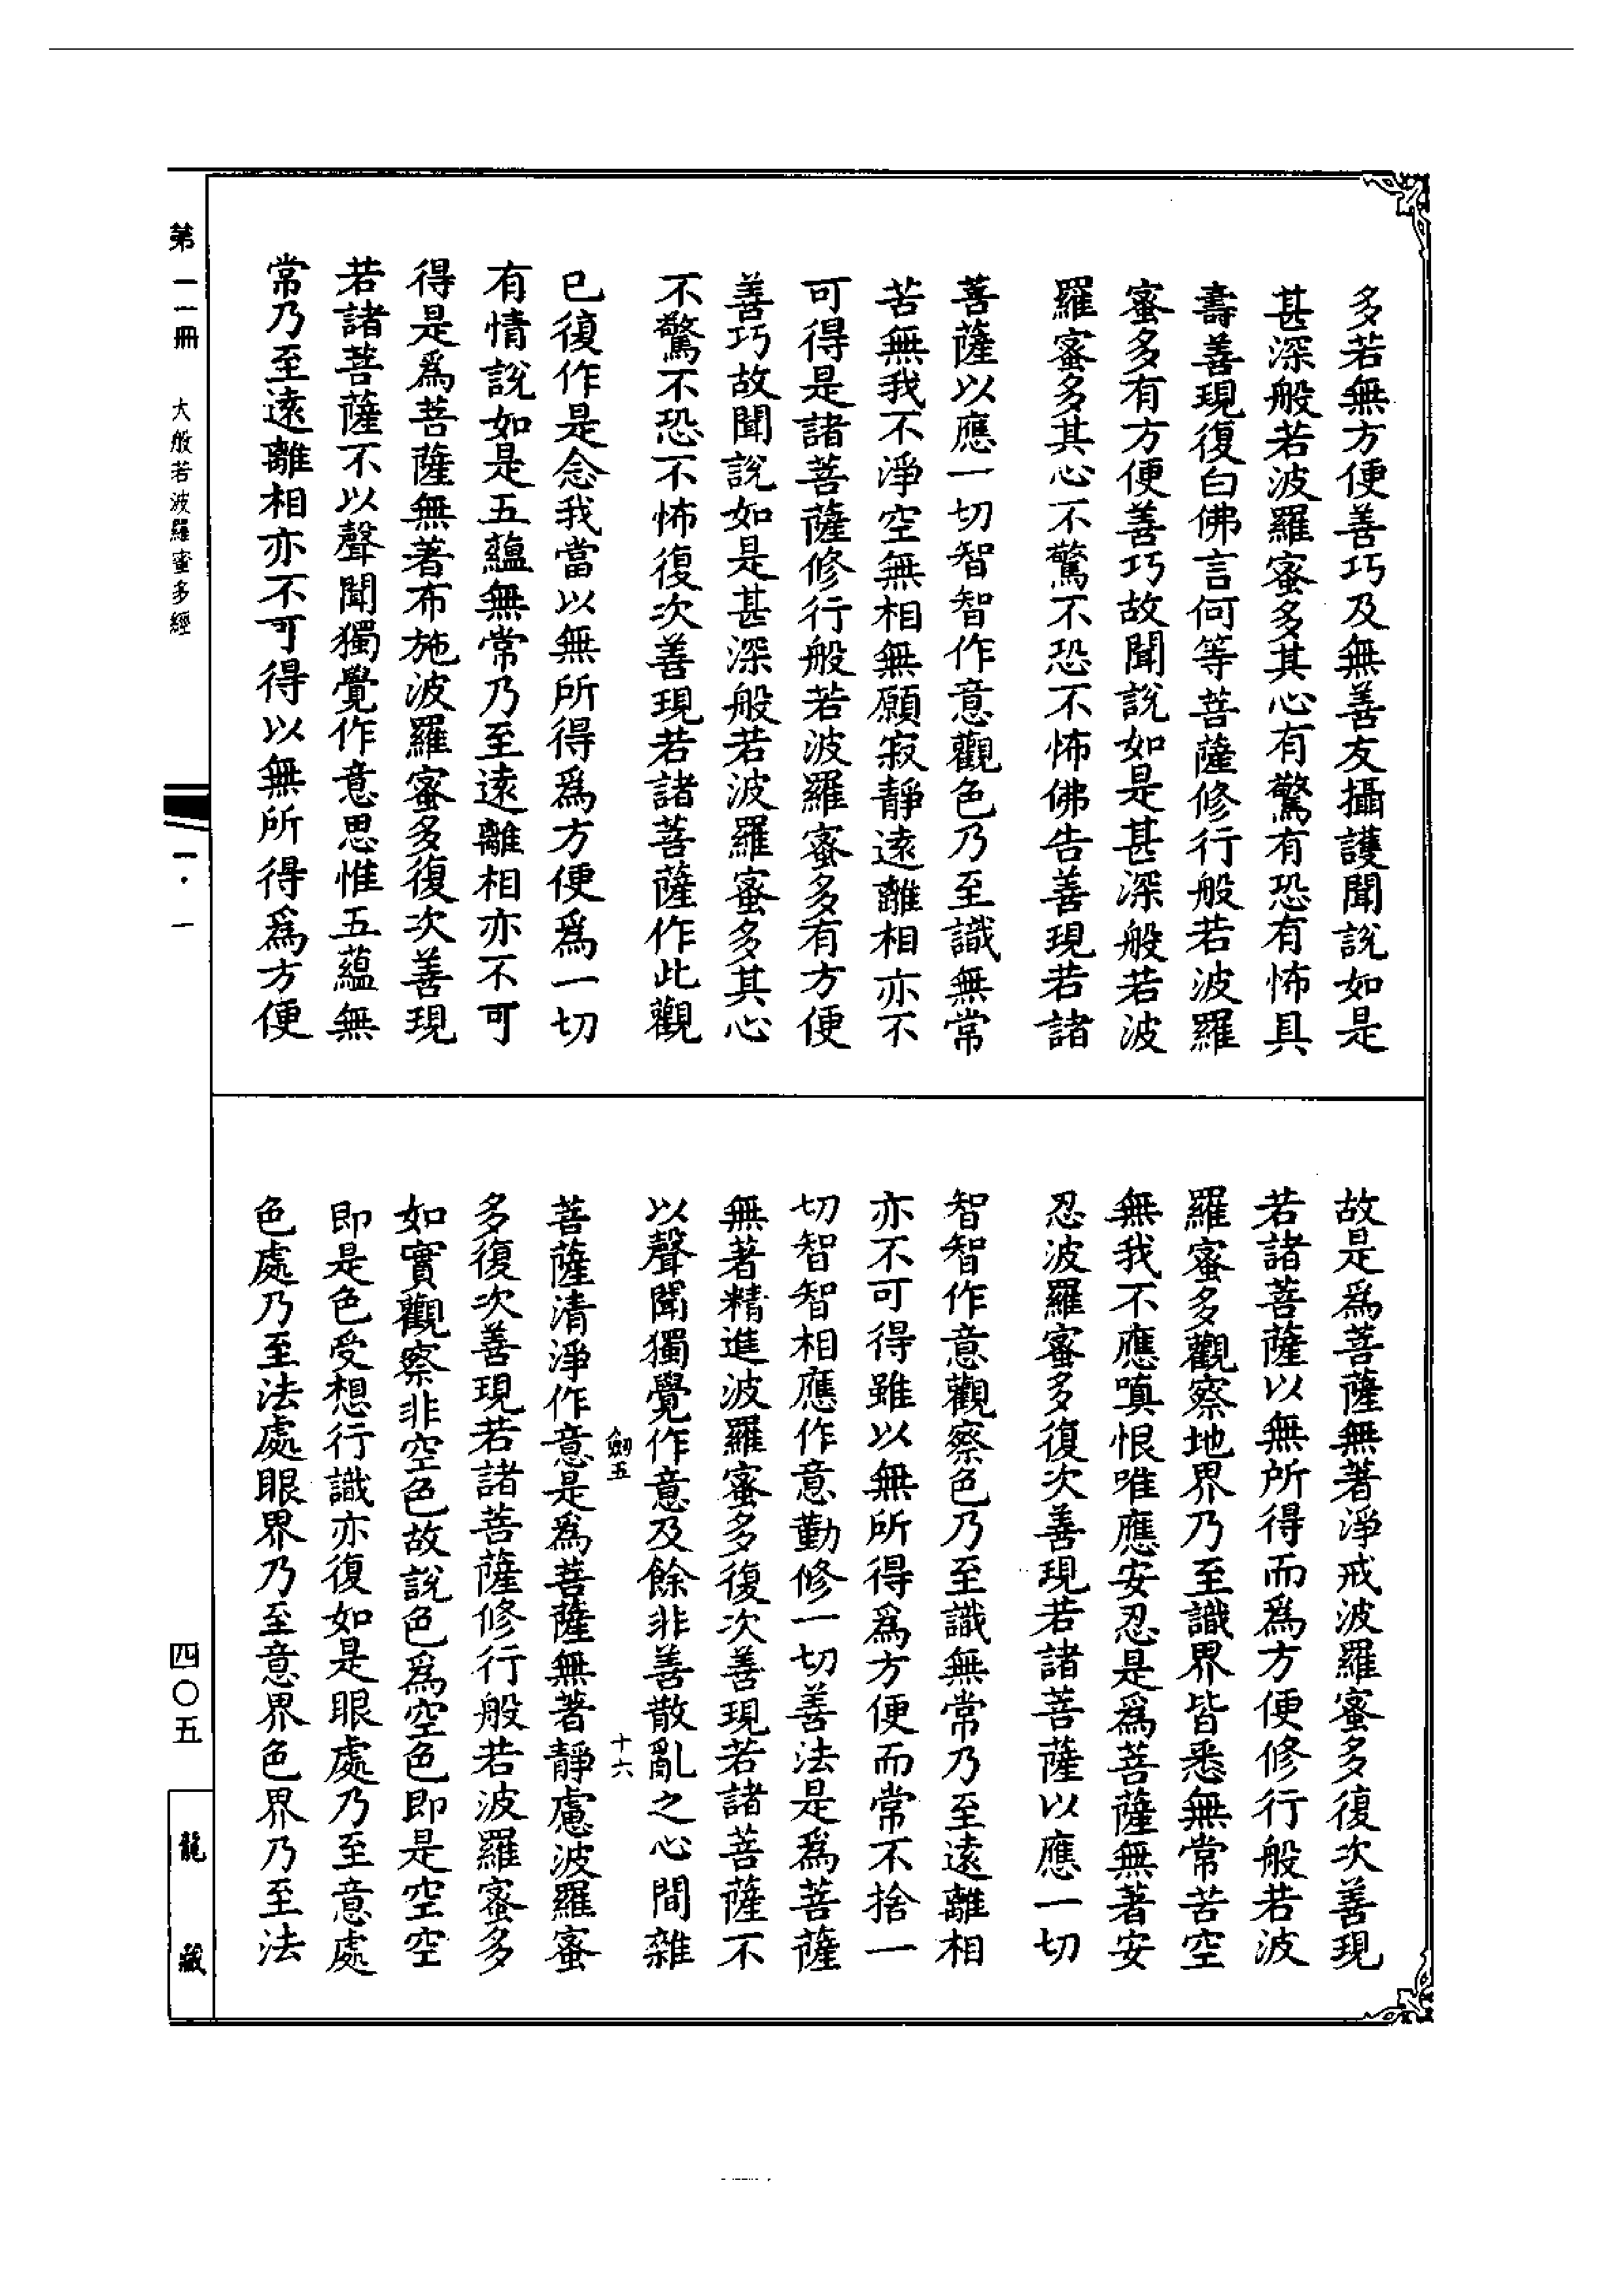 多若無方便善巧及無善友攝護聞說如是
甚深般若波羅蜜多其心有驚有恐有怖具
壽善現復白佛言何等菩薩修行般若波羅
蜜多有方便善巧故聞說如是甚深般若波
羅蜜多其心不驚不恐不怖佛告善現若諸
菩薩以應一切智智作意觀色乃至識無常
苦無我不淨空無相無願寂靜遠離相亦不
可得是諸菩薩修行般若波羅蜜多有方便
善巧故聞說如是甚深般若波羅蜜多其心
不驚不恐不怖復次善現若諸菩薩作此觀
已復作是念我當以無所得爲方便爲一切
有情說如是五蘊無常乃至遠離相亦不可
得是爲菩薩無著布施波羅蜜多復次善現
若諸菩薩不以聲聞獨覺作意思惟五蘊無
常乃至遠離相亦不可得以無所得爲方便
故是爲菩薩無著淨戒波羅蜜多復次善現
若諸菩薩以無所得而爲方便修行般若波
羅蜜多觀察地界乃至識界皆悉無常苦空
無我不應嗔恨唯應安忍是爲菩薩無著安
忍波羅蜜多復次善現若諸菩薩以應一切
智智作意觀察色乃至識無常乃至遠離相
亦不可得雖以無所得爲方便而常不捨一
切智智相應作意勤修一切善法是爲菩薩
無著精進波羅蜜多復次善現若諸菩薩不
以聲聞獨覺作意及餘非善散亂之心間雜
劒五 十六
菩薩清淨作意是爲菩薩無著靜慮波羅蜜
多復次善現若諸菩薩修行般若波羅蜜多
如實觀察非空色故說色爲空色即是空空
即是色受想行識亦復如是眼處乃至意處
色處乃至法處眼界乃至意界色界乃至法
第一一冊 大般若波羅蜜多經 一·一 四〇五 龍藏